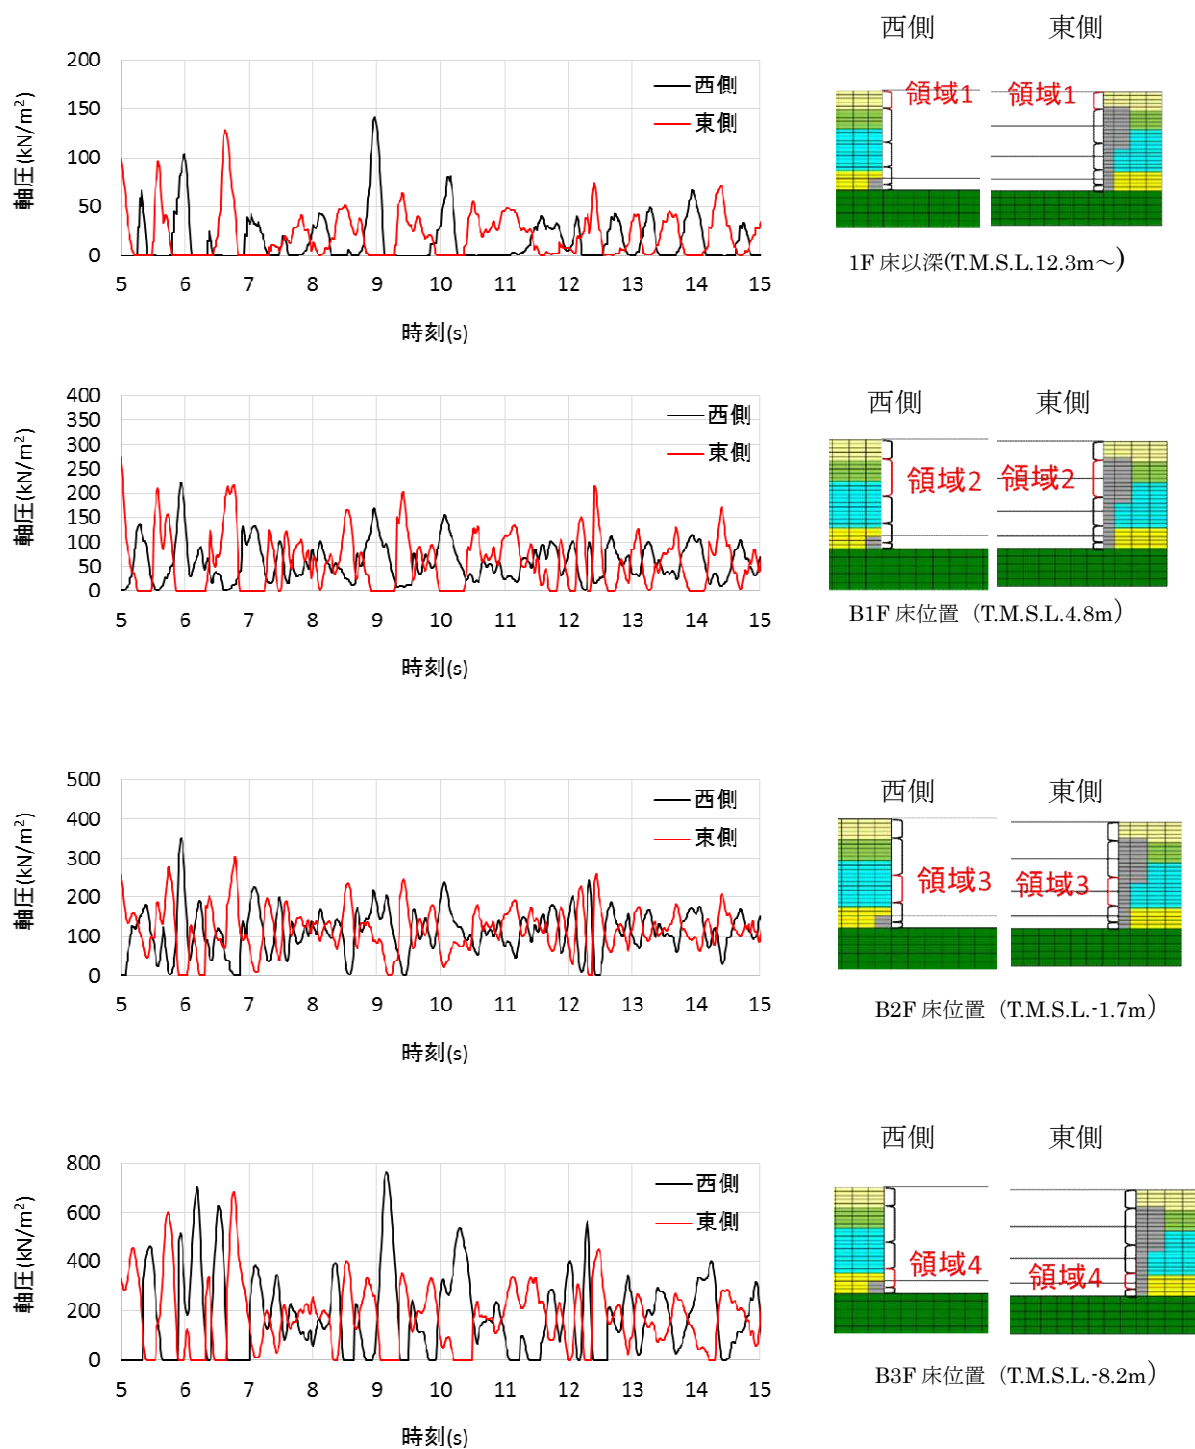 西側 東側
軸圧(kN/m²)
200
150
100
50
0
西側
東側
5 6 7 8 9 10 11 12 13 14 15
時刻(s)
領域1 領域1
1F 床以深(T.M.S.L.12.3m～)
西側 東側
軸圧(kN/m²)
400
350
300
250
200
150
100
50
0
西側
東側
5 6 7 8 9 10 11 12 13 14 15
時刻(s)
領域2 領域2
B1F 床位置（T.M.S.L.4.8m）
西側 東側
軸圧(kN/m²)
500
400
300
200
100
0
西側
東側
5 6 7 8 9 10 11 12 13 14 15
時刻(s)
領域3 領域3
B2F 床位置（T.M.S.L.-1.7m）
西側 東側
軸圧(kN/m²)
800
600
400
200
0
西側
東側
5 6 7 8 9 10 11 12 13 14 15
時刻(s)
領域4 領域4
B3F 床位置（T.M.S.L.-8.2m）